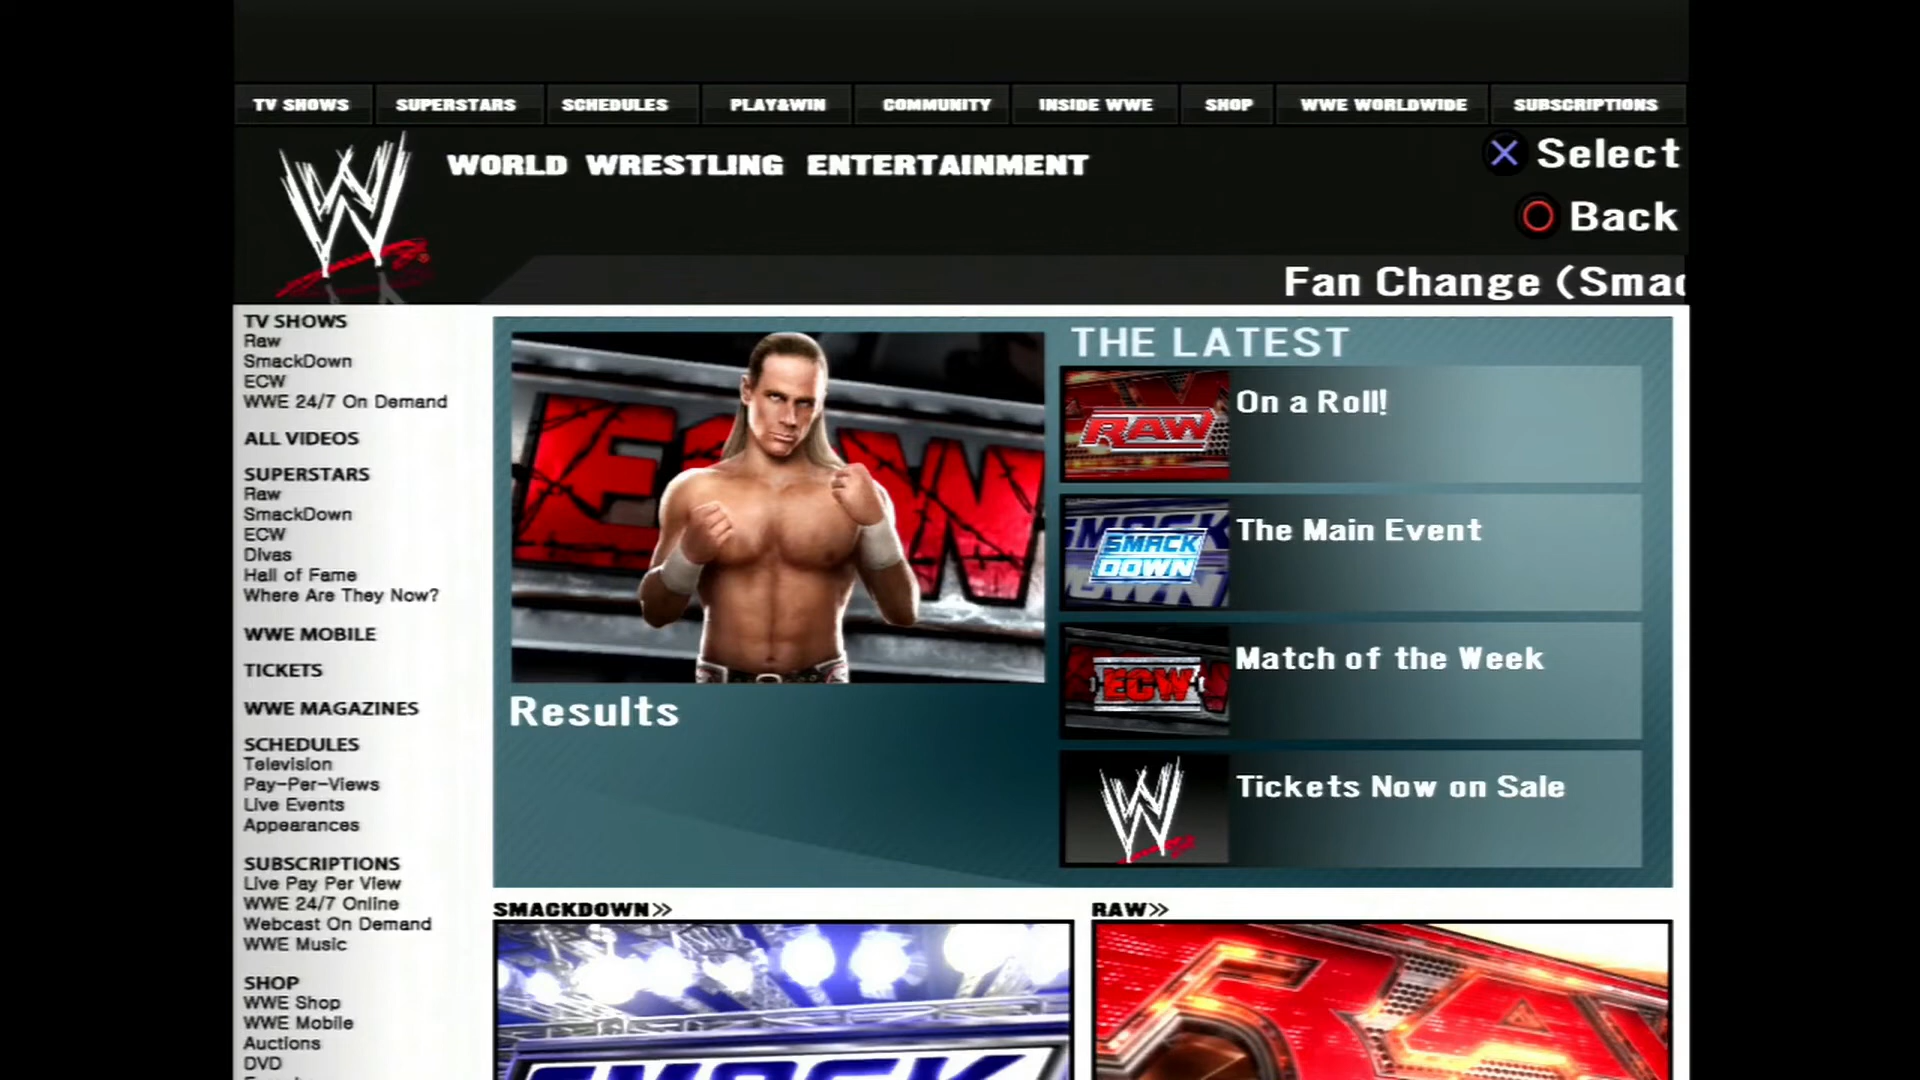 TV SHOWS SUPERSTARS SCHEDULES PLAY&WIN COMMUNITY INSIDE WWE SHOP WWE WORLDWIDE SUBSCRIPTIONS
WORLD WRESTLING ENTERTAINMENT
Select
Back
Fan Change (Smac
TV SHOWS
Raw
SmackDown
ECW
WWE 24/7 On Demand
ALL VIDEOS
SUPERSTARS
Raw
SmackDown
ECW
Divas
Hall of Fame
Where Are They Now?
WWE MOBILE
TICKETS
WWE MAGAZINES
SCHEDULES
Television
Pay-Per-Views
Live Events
Appearances
SUBSCRIPTIONS
Live Pay Per View
WWE 24/7 Online
Webcast On Demand
WWE Music
SHOP
WWE Shop
WWE Mobile
Auctions
DVD
ECW
Results
THE LATEST
RAW
On a Roll!
SMACK
DOWN
The Main Event
ECW
Match of the Week
W
Tickets Now on Sale
SMACKDOWN>>
SMACK
RAW>>
RAW